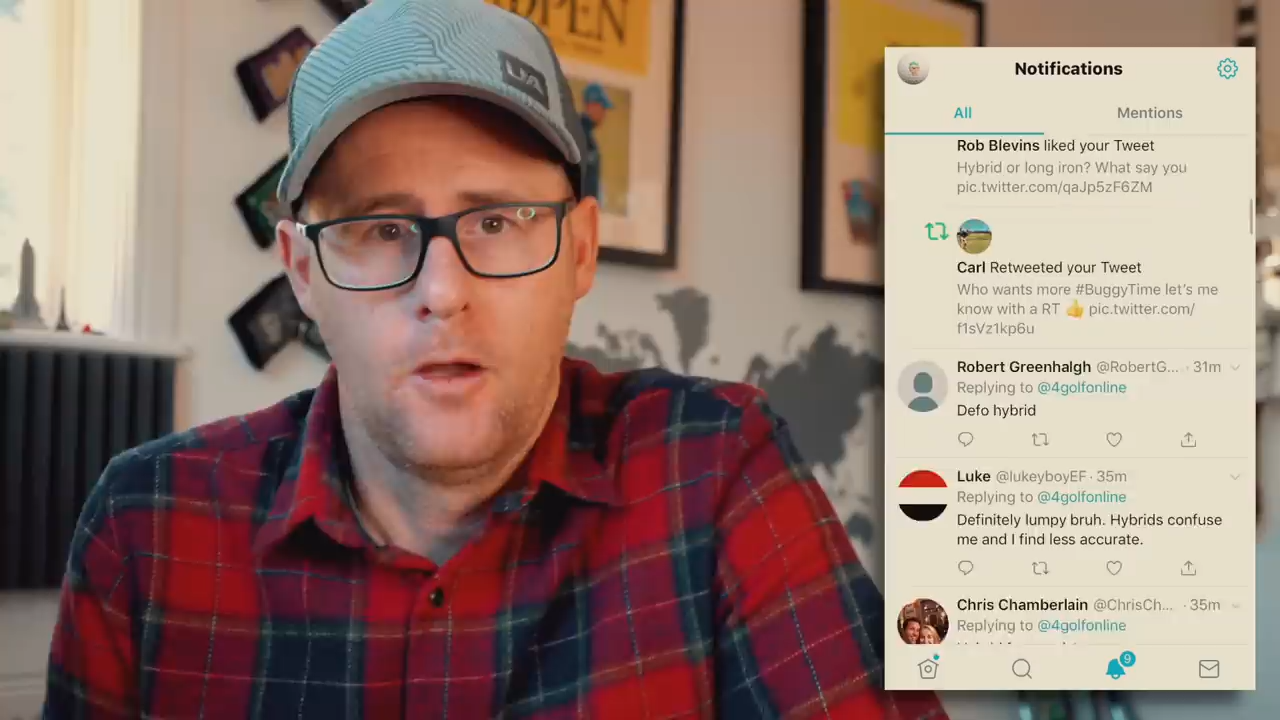 OPEN
UA
Notifications
All
Mentions
Rob Blevins liked your Tweet
Hybrid or long iron? What say you
pic.twitter.com/qaJp5zF6ZM
Carl Retweeted your Tweet
Who wants more #BuggyTime let's me
know with a RT 👍 pic.twitter.com/
f1sVz1kp6u
Robert Greenhalgh @RobertG... · 31m
Replying to @4golfonline
Defo hybrid
Luke @lukeyboyEF · 35m
Replying to @4golfonline
Definitely lumpy bruh. Hybrids confuse
me and I find less accurate.
Chris Chamberlain @ChrisCh... · 35m
Replying to @4golfonline
9